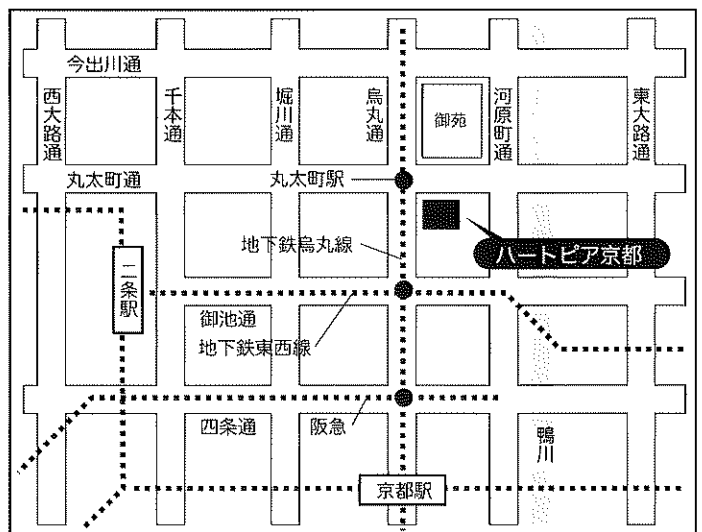 今出川通
西大路通
千本通
堀川通
烏丸通
御苑
河原町通
東大路通
丸太町通
丸太町駅
地下鉄烏丸線
ハートピア京都
二条駅
御池通
地下鉄東西線
四条通
阪急
鴨川
京都駅